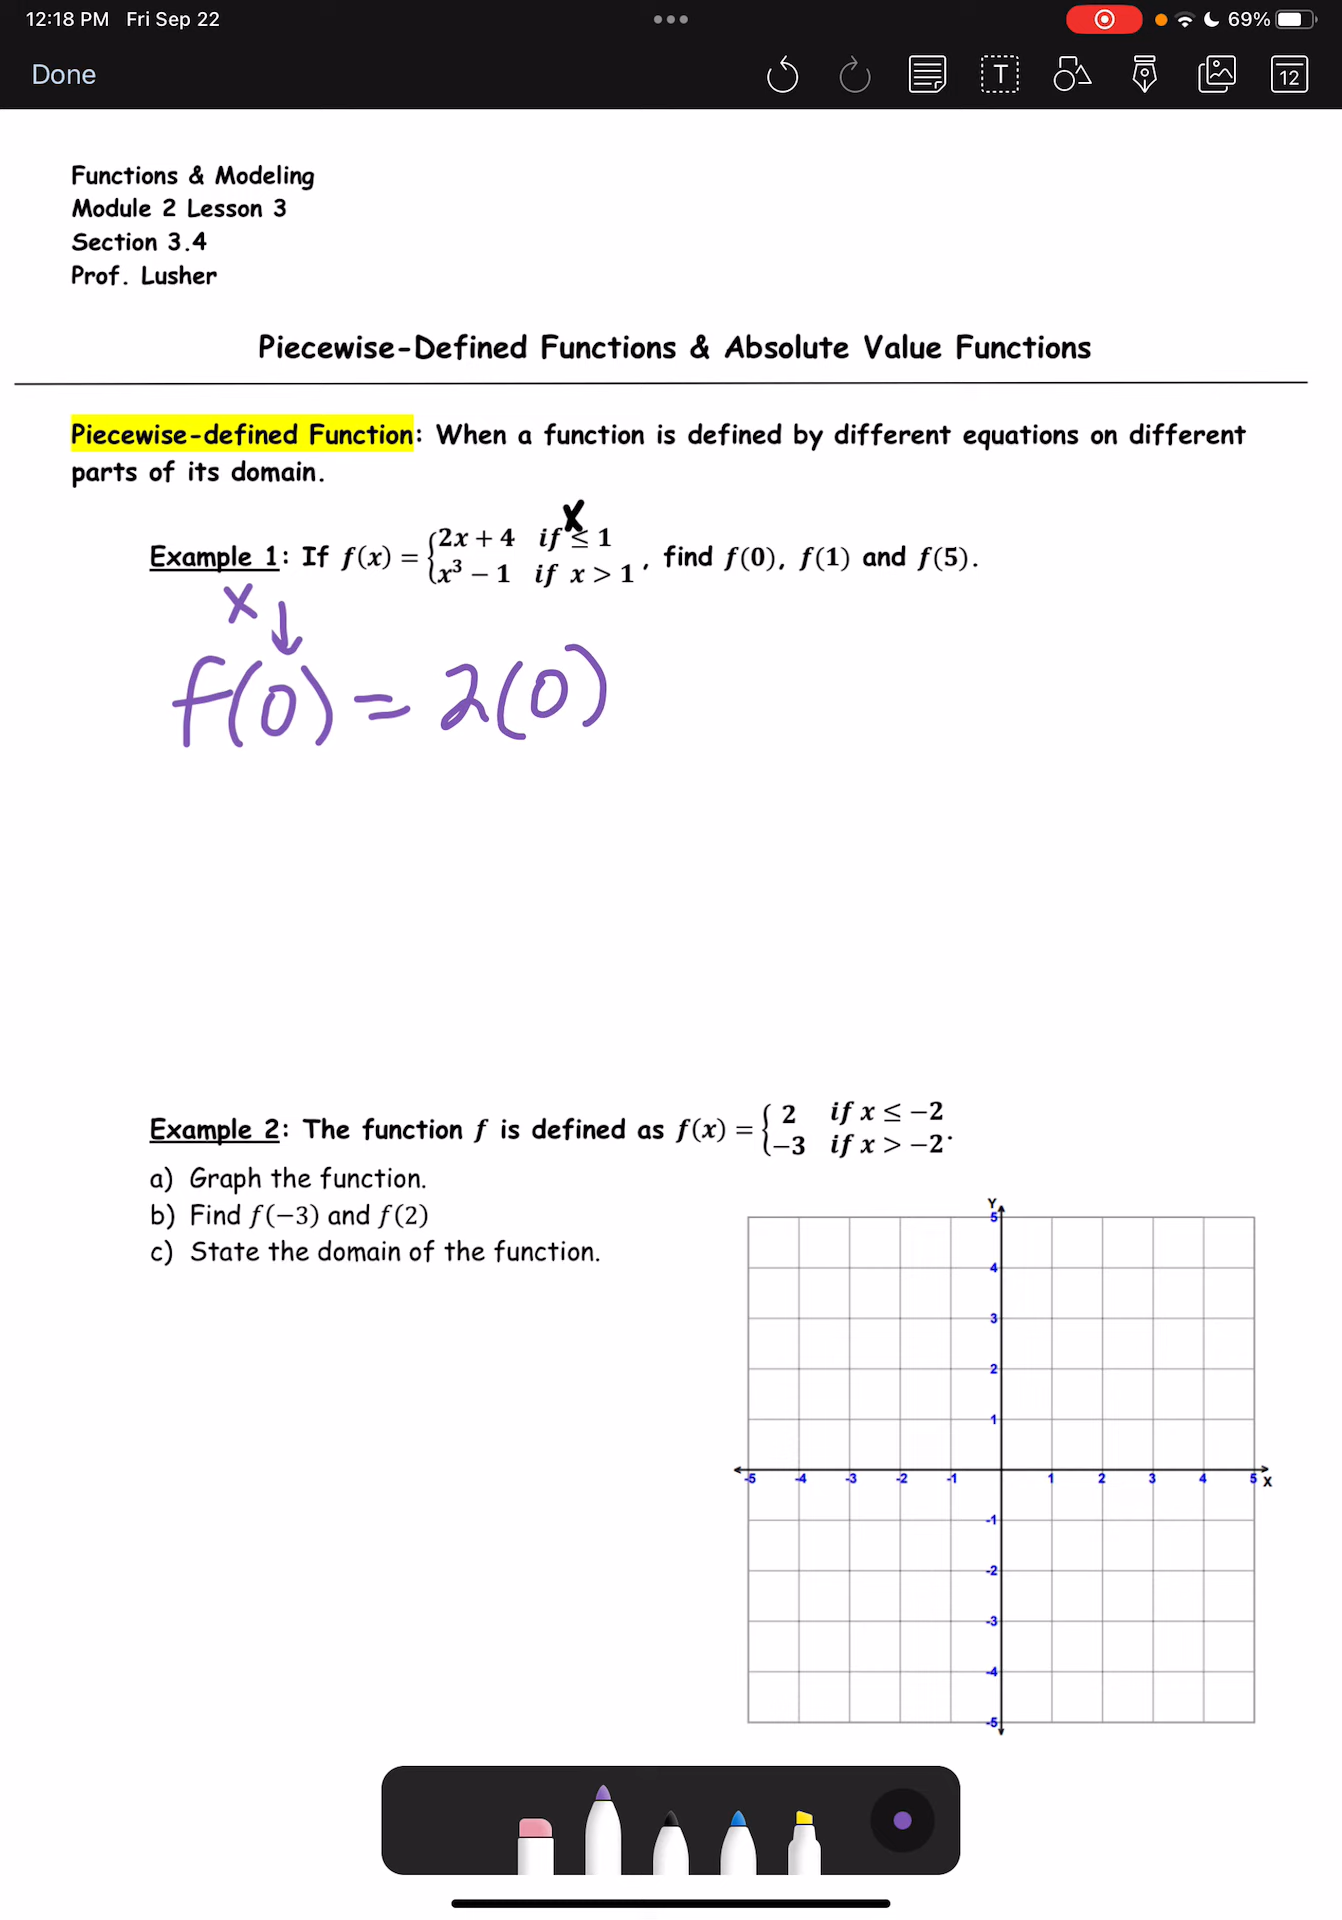 12:18 PM Fri Sep 22
69%
Done
T
12
Functions & Modeling
Module 2 Lesson 3
Section 3.4
Prof. Lusher
Piecewise-Defined Functions & Absolute Value Functions
Piecewise-defined Function: When a function is defined by different equations on different
parts of its domain.
Example 1: If f(x) = {2x + 4 if x ≤ 1
x³ − 1 if x > 1, find f(0), f(1) and f(5).
x
f(0) = 2(0)
Example 2: The function f is defined as f(x) = {2 if x ≤ −2
−3 if x > −2.
a) Graph the function.
b) Find f(−3) and f(2)
c) State the domain of the function.
Y
5
4
3
2
1
-5 -4 -3 -2 -1 1 2 3 4 5 X
-1
-2
-3
-4
-5